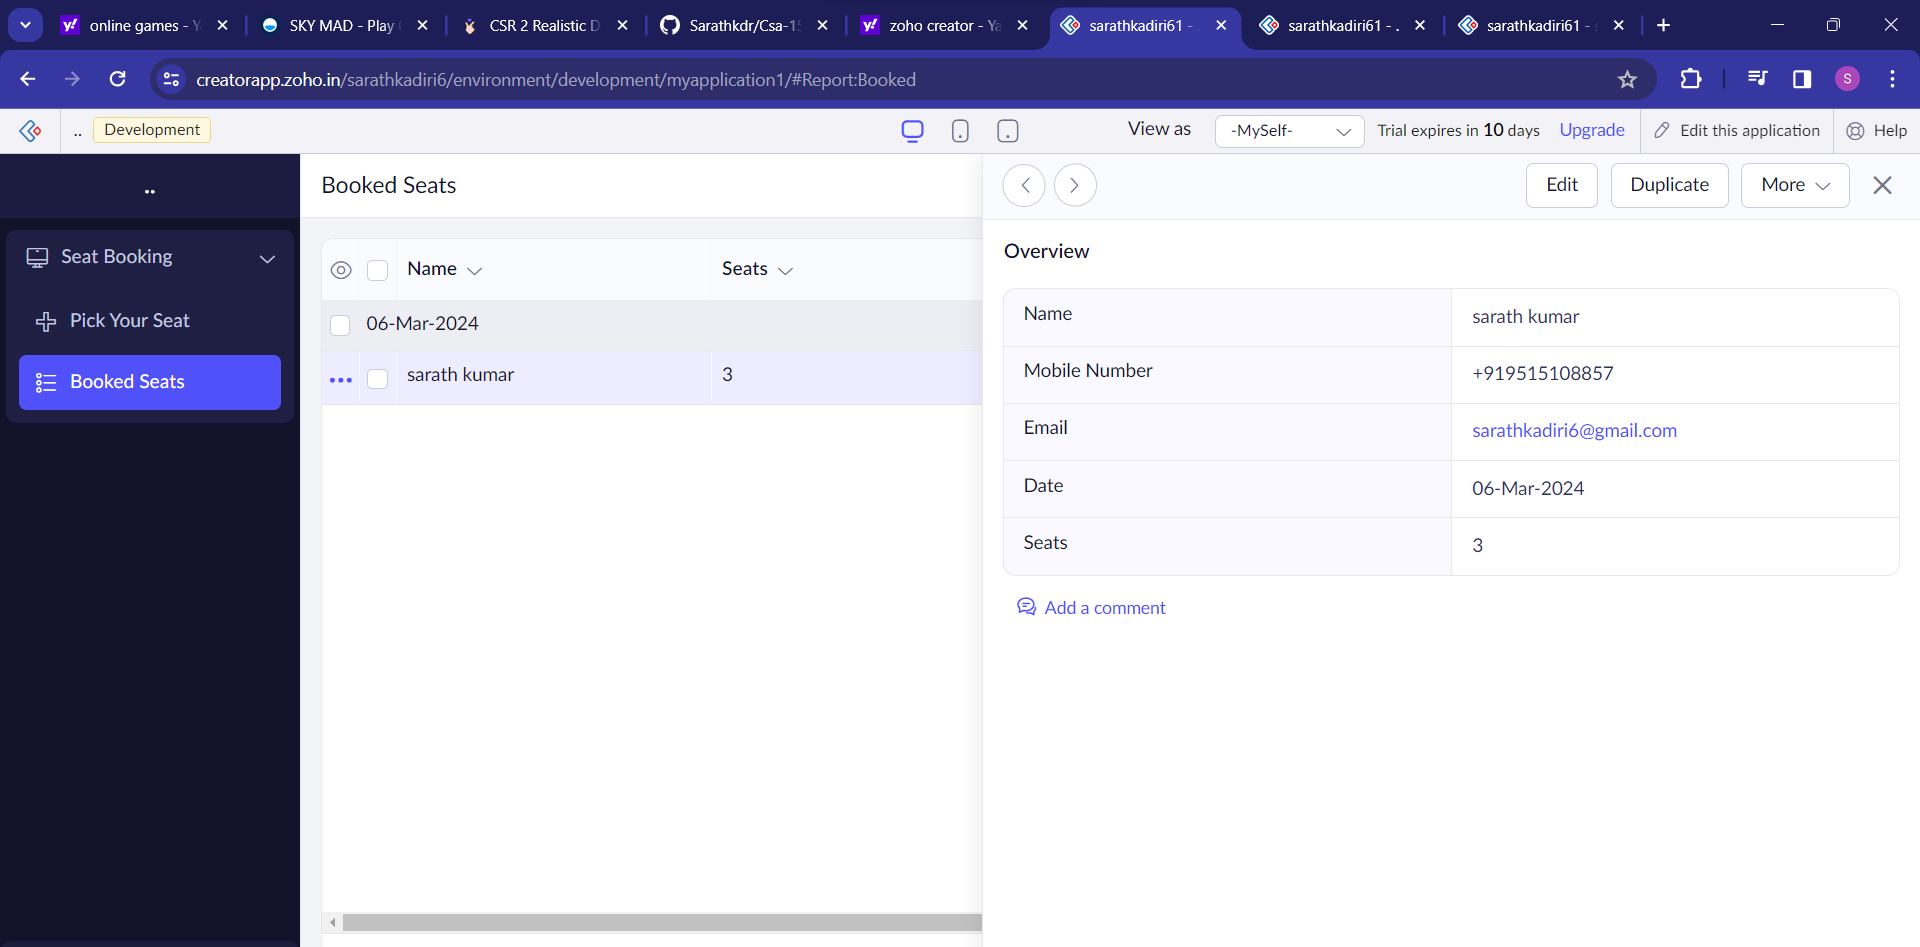 online games - Y
SKY MAD - Play
CSR 2 Realistic D
Sarathkdr/Csa-15
zoho creator - Ya
sarathkadiri61 -
sarathkadiri61 - .
sarathkadiri61 - s
creatorapp.zoho.in/sarathkadiri6/environment/development/myapplication1/#Report:Booked
S
.. Development
View as -MySelf- Trial expires in 10 days Upgrade Edit this application Help
..
Seat Booking
Pick Your Seat
Booked Seats
Booked Seats
Name Seats
06-Mar-2024
sarath kumar 3
Edit Duplicate More
Overview
Name sarath kumar
Mobile Number +919515108857
Email sarathkadiri6@gmail.com
Date 06-Mar-2024
Seats 3
Add a comment